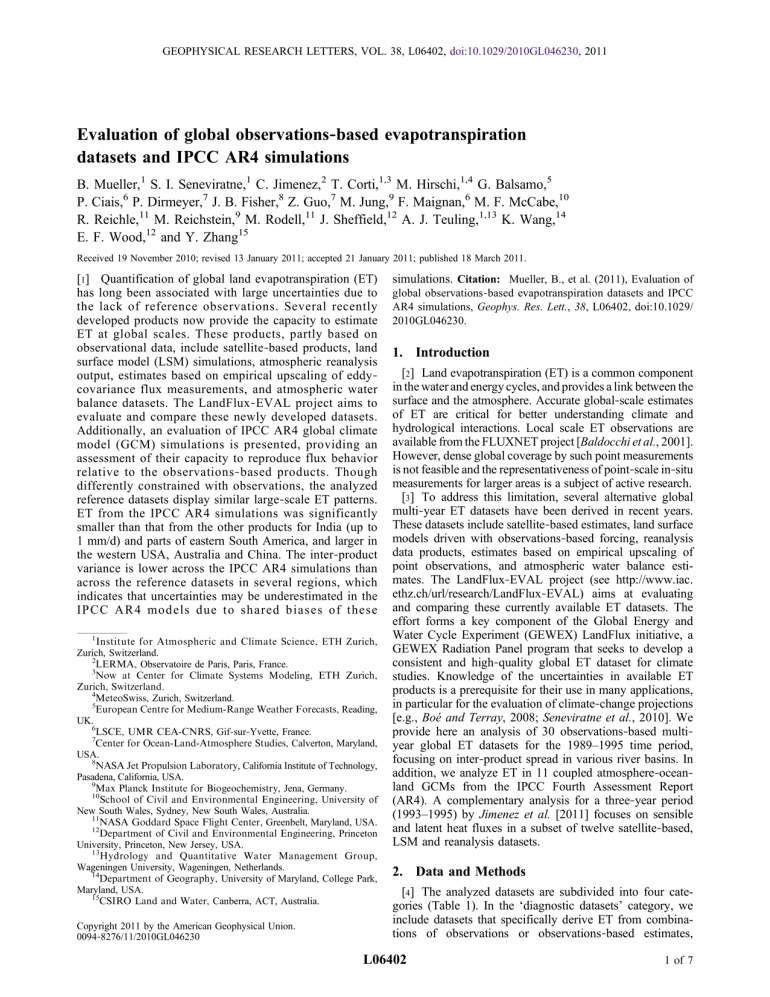 GEOPHYSICAL RESEARCH LETTERS, VOL. 38, L06402, doi:10.1029/2010GL046230, 2011
Evaluation of global observations‐based evapotranspiration
datasets and IPCC AR4 simulations
B. Mueller,1 S. I. Seneviratne,1 C. Jimenez,2 T. Corti,1,3 M. Hirschi,1,4 G. Balsamo,5
P. Ciais,6 P. Dirmeyer,7 J. B. Fisher,8 Z. Guo,7 M. Jung,9 F. Maignan,6 M. F. McCabe,10
R. Reichle,11 M. Reichstein,9 M. Rodell,11 J. Sheffield,12 A. J. Teuling,1,13 K. Wang,14
E. F. Wood,12 and Y. Zhang15
Received 19 November 2010; revised 13 January 2011; accepted 21 January 2011; published 18 March 2011.
[1] Quantification of global land evapotranspiration (ET)
has long been associated with large uncertainties due to
the lack of reference observations. Several recently
developed products now provide the capacity to estimate
ET at global scales. These products, partly based on
observational data, include satellite‐based products, land
surface model (LSM) simulations, atmospheric reanalysis
output, estimates based on empirical upscaling of eddy‐
covariance flux measurements, and atmospheric water
balance datasets. The LandFlux‐EVAL project aims to
evaluate and compare these newly developed datasets.
Additionally, an evaluation of IPCC AR4 global climate
model (GCM) simulations is presented, providing an
assessment of their capacity to reproduce flux behavior
relative to the observations‐based products. Though
differently constrained with observations, the analyzed
reference datasets display similar large‐scale ET patterns.
ET from the IPCC AR4 simulations was significantly
smaller than that from the other products for India (up to
1 mm/d) and parts of eastern South America, and larger in
the western USA, Australia and China. The inter‐product
variance is lower across the IPCC AR4 simulations than
across the reference datasets in several regions, which
indicates that uncertainties may be underestimated in the
IPCC AR4 models due to shared biases of these
simulations. Citation: Mueller, B., et al. (2011), Evaluation of
global observations‐based evapotranspiration datasets and IPCC
AR4 simulations, Geophys. Res. Lett., 38, L06402, doi:10.1029/
2010GL046230.
1. Introduction
[2] Land evapotranspiration (ET) is a common component
in the water and energy cycles, and provides a link between the
surface and the atmosphere. Accurate global‐scale estimates
of ET are critical for better understanding climate and
hydrological interactions. Local scale ET observations are
available from the FLUXNET project [Baldocchi et al., 2001].
However, dense global coverage by such point measurements
is not feasible and the representativeness of point‐scale in‐situ
measurements for larger areas is a subject of active research.
[3] To address this limitation, several alternative global
multi‐year ET datasets have been derived in recent years.
These datasets include satellite‐based estimates, land surface
models driven with observations‐based forcing, reanalysis
data products, estimates based on empirical upscaling of
point observations, and atmospheric water balance esti-
mates. The LandFlux‐EVAL project (see http://www.iac.
ethz.ch/url/research/LandFlux‐EVAL) aims at evaluating
and comparing these currently available ET datasets. The
effort forms a key component of the Global Energy and
Water Cycle Experiment (GEWEX) LandFlux initiative, a
GEWEX Radiation Panel program that seeks to develop a
consistent and high‐quality global ET dataset for climate
studies. Knowledge of the uncertainties in available ET
products is a prerequisite for their use in many applications,
in particular for the evaluation of climate‐change projections
[e.g., Boé and Terray, 2008; Seneviratne et al., 2010]. We
provide here an analysis of 30 observations‐based multi‐
year global ET datasets for the 1989–1995 time period,
focusing on inter‐product spread in various river basins. In
addition, we analyze ET in 11 coupled atmosphere‐ocean‐
land GCMs from the IPCC Fourth Assessment Report
(AR4). A complementary analysis for a three‐year period
(1993–1995) by Jimenez et al. [2011] focuses on sensible
and latent heat fluxes in a subset of twelve satellite‐based,
LSM and reanalysis datasets.
2. Data and Methods
[4] The analyzed datasets are subdivided into four cate-
gories (Table 1). In the ‘diagnostic datasets’ category, we
include datasets that specifically derive ET from combina-
tions of observations or observations‐based estimates,
1Institute for Atmospheric and Climate Science, ETH Zurich,
Zurich, Switzerland.
2LERMA, Observatoire de Paris, Paris, France.
3Now at Center for Climate Systems Modeling, ETH Zurich,
Zurich, Switzerland.
4MeteoSwiss, Zurich, Switzerland.
5European Centre for Medium-Range Weather Forecasts, Reading,
UK.
6LSCE, UMR CEA-CNRS, Gif-sur-Yvette, France.
7Center for Ocean-Land-Atmosphere Studies, Calverton, Maryland,
USA.
8NASA Jet Propulsion Laboratory, California Institute of Technology,
Pasadena, California, USA.
9Max Planck Institute for Biogeochemistry, Jena, Germany.
10School of Civil and Environmental Engineering, University of
New South Wales, Sydney, New South Wales, Australia.
11NASA Goddard Space Flight Center, Greenbelt, Maryland, USA.
12Department of Civil and Environmental Engineering, Princeton
University, Princeton, New Jersey, USA.
13Hydrology and Quantitative Water Management Group,
Wageningen University, Wageningen, Netherlands.
14Department of Geography, University of Maryland, College Park,
Maryland, USA.
15CSIRO Land and Water, Canberra, ACT, Australia.
Copyright 2011 by the American Geophysical Union.
0094-8276/11/2010GL046230
L06402
1 of 7